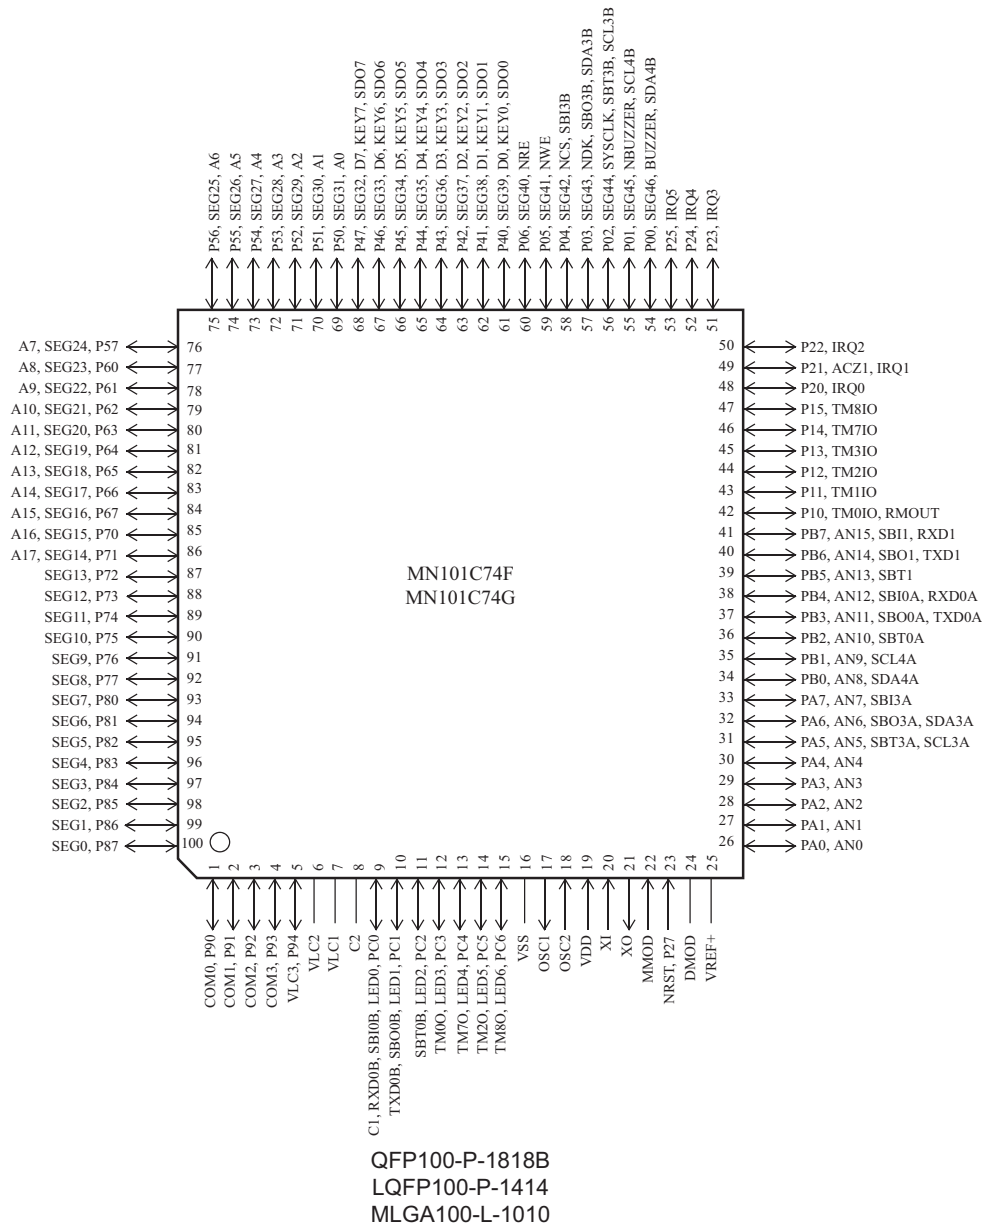 P56, SEG25, A6
P55, SEG26, A5
P54, SEG27, A4
P53, SEG28, A3
P52, SEG29, A2
P51, SEG30, A1
P50, SEG31, A0
P47, SEG32, D7, KEY7, SDO7
P46, SEG33, D6, KEY6, SDO6
P45, SEG34, D5, KEY5, SDO5
P44, SEG35, D4, KEY4, SDO4
P43, SEG36, D3, KEY3, SDO3
P42, SEG37, D2, KEY2, SDO2
P41, SEG38, D1, KEY1, SDO1
P40, SEG39, D0, KEY0, SDO0
P06, SEG40, NRE
P05, SEG41, NWE
P04, SEG42, NCS, SBI3B
P03, SEG43, NDK, SBO3B, SDA3B
P02, SEG44, SYSCLK, SBT3B, SCL3B
P01, SEG45, NBUZZER, SCL4B
P00, SEG46, BUZZER, SDA4B
P25, IRQ5
P24, IRQ4
P23, IRQ3
75 74 73 72 71 70 69 68 67 66 65 64 63 62 61 60 59 58 57 56 55 54 53 52 51
A7, SEG24, P57 76
A8, SEG23, P60 77
A9, SEG22, P61 78
A10, SEG21, P62 79
A11, SEG20, P63 80
A12, SEG19, P64 81
A13, SEG18, P65 82
A14, SEG17, P66 83
A15, SEG16, P67 84
A16, SEG15, P70 85
A17, SEG14, P71 86
SEG13, P72 87
SEG12, P73 88
SEG11, P74 89
SEG10, P75 90
SEG9, P76 91
SEG8, P77 92
SEG7, P80 93
SEG6, P81 94
SEG5, P82 95
SEG4, P83 96
SEG3, P84 97
SEG2, P85 98
SEG1, P86 99
SEG0, P87 100
MN101C74F
MN101C74G
50 P22, IRQ2
49 P21, ACZ1, IRQ1
48 P20, IRQ0
47 P15, TM8IO
46 P14, TM7IO
45 P13, TM3IO
44 P12, TM2IO
43 P11, TM1IO
42 P10, TM0IO, RMOUT
41 PB7, AN15, SBI1, RXD1
40 PB6, AN14, SBO1, TXD1
39 PB5, AN13, SBT1
38 PB4, AN12, SBI0A, RXD0A
37 PB3, AN11, SBO0A, TXD0A
36 PB2, AN10, SBT0A
35 PB1, AN9, SCL4A
34 PB0, AN8, SDA4A
33 PA7, AN7, SBI3A
32 PA6, AN6, SBO3A, SDA3A
31 PA5, AN5, SBT3A, SCL3A
30 PA4, AN4
29 PA3, AN3
28 PA2, AN2
27 PA1, AN1
26 PA0, AN0
1 2 3 4 5 6 7 8 9 10 11 12 13 14 15 16 17 18 19 20 21 22 23 24 25
COM0, P90
COM1, P91
COM2, P92
COM3, P93
VLC3, P94
VLC2
VLC1
C2
C1, RXD0B, SBI0B, LED0, PC0
TXD0B, SBO0B, LED1, PC1
SBT0B, LED2, PC2
TM0O, LED3, PC3
TM7O, LED4, PC4
TM2O, LED5, PC5
TM8O, LED6, PC6
VSS
OSC1
OSC2
VDD
XI
XO
MMOD
NRST, P27
DMOD
VREF+
QFP100-P-1818B
LQFP100-P-1414
MLGA100-L-1010